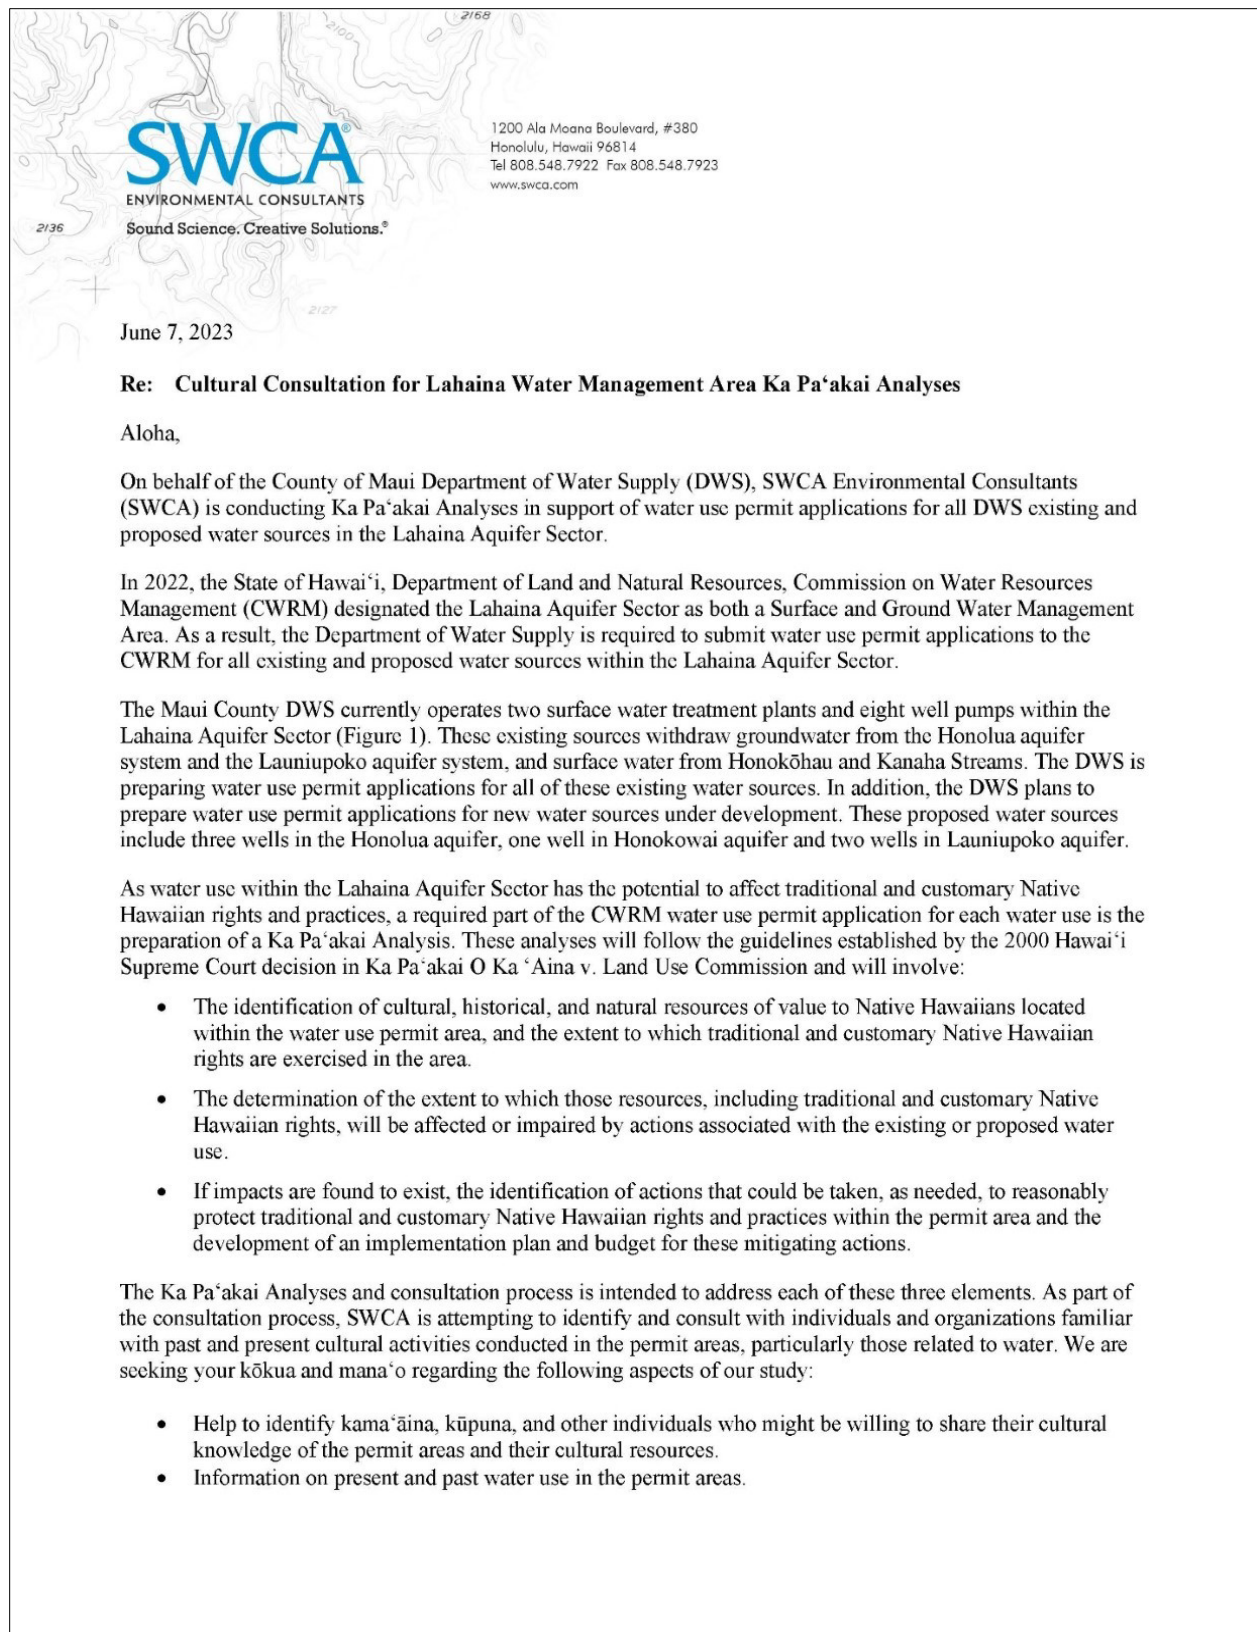 2168
2100
SWCA®
ENVIRONMENTAL CONSULTANTS
Sound Science. Creative Solutions.®
1200 Ala Moana Boulevard, #380
Honolulu, Hawaii 96814
Tel 808.548.7922 Fax 808.548.7923
www.swca.com
2136
2127
June 7, 2023
Re: Cultural Consultation for Lahaina Water Management Area Ka Pa‘akai Analyses
Aloha,
On behalf of the County of Maui Department of Water Supply (DWS), SWCA Environmental Consultants
(SWCA) is conducting Ka Pa‘akai Analyses in support of water use permit applications for all DWS existing and
proposed water sources in the Lahaina Aquifer Sector.
In 2022, the State of Hawai‘i, Department of Land and Natural Resources, Commission on Water Resources
Management (CWRM) designated the Lahaina Aquifer Sector as both a Surface and Ground Water Management
Area. As a result, the Department of Water Supply is required to submit water use permit applications to the
CWRM for all existing and proposed water sources within the Lahaina Aquifer Sector.
The Maui County DWS currently operates two surface water treatment plants and eight well pumps within the
Lahaina Aquifer Sector (Figure 1). These existing sources withdraw groundwater from the Honolua aquifer
system and the Launiupoko aquifer system, and surface water from Honokōhau and Kanaha Streams. The DWS is
preparing water use permit applications for all of these existing water sources. In addition, the DWS plans to
prepare water use permit applications for new water sources under development. These proposed water sources
include three wells in the Honolua aquifer, one well in Honokowai aquifer and two wells in Launiupoko aquifer.
As water use within the Lahaina Aquifer Sector has the potential to affect traditional and customary Native
Hawaiian rights and practices, a required part of the CWRM water use permit application for each water use is the
preparation of a Ka Pa‘akai Analysis. These analyses will follow the guidelines established by the 2000 Hawai‘i
Supreme Court decision in Ka Pa‘akai O Ka ‘Aina v. Land Use Commission and will involve:
• The identification of cultural, historical, and natural resources of value to Native Hawaiians located
within the water use permit area, and the extent to which traditional and customary Native Hawaiian
rights are exercised in the area.
• The determination of the extent to which those resources, including traditional and customary Native
Hawaiian rights, will be affected or impaired by actions associated with the existing or proposed water
use.
• If impacts are found to exist, the identification of actions that could be taken, as needed, to reasonably
protect traditional and customary Native Hawaiian rights and practices within the permit area and the
development of an implementation plan and budget for these mitigating actions.
The Ka Pa‘akai Analyses and consultation process is intended to address each of these three elements. As part of
the consultation process, SWCA is attempting to identify and consult with individuals and organizations familiar
with past and present cultural activities conducted in the permit areas, particularly those related to water. We are
seeking your kōkua and mana‘o regarding the following aspects of our study:
• Help to identify kama‘āina, kūpuna, and other individuals who might be willing to share their cultural
knowledge of the permit areas and their cultural resources.
• Information on present and past water use in the permit areas.